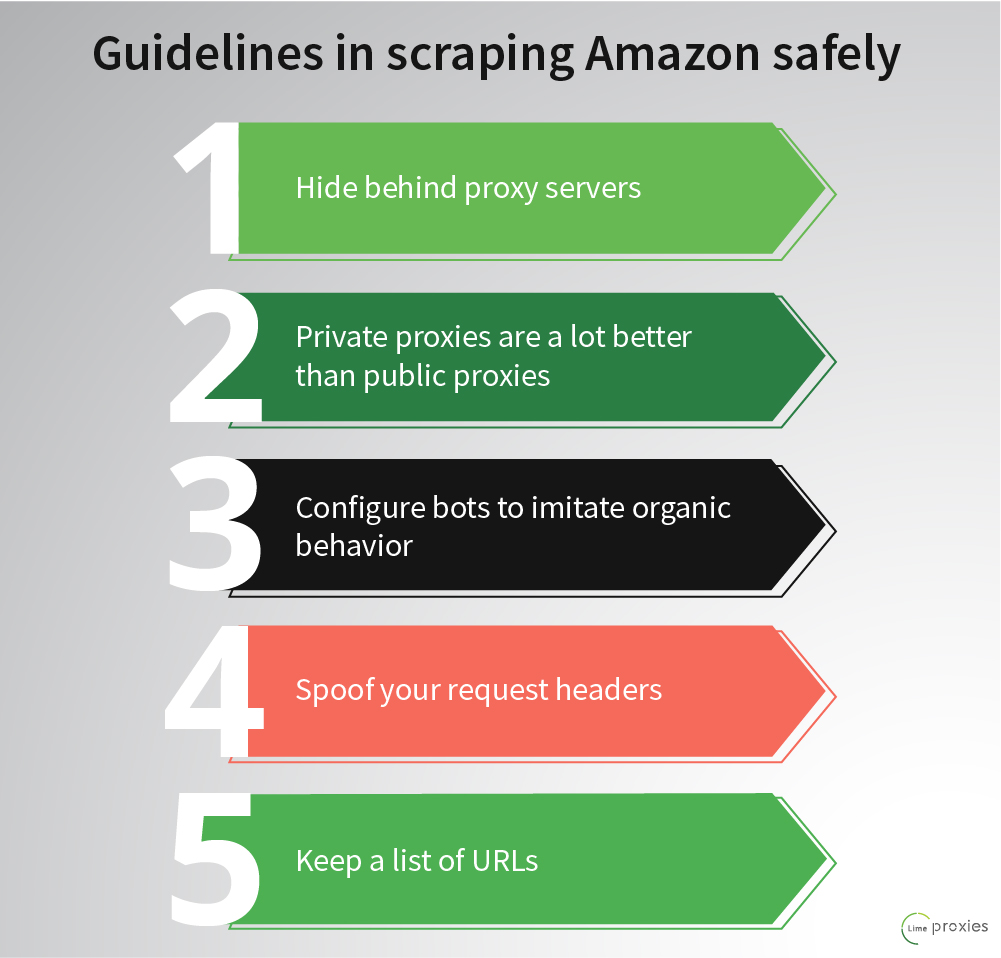 Guidelines in scraping Amazon safely
1
Hide behind proxy servers
2
Private proxies are a lot better
than public proxies
3
Configure bots to imitate organic
behavior
4
Spoof your request headers
5
Keep a list of URLs
Lime proxies